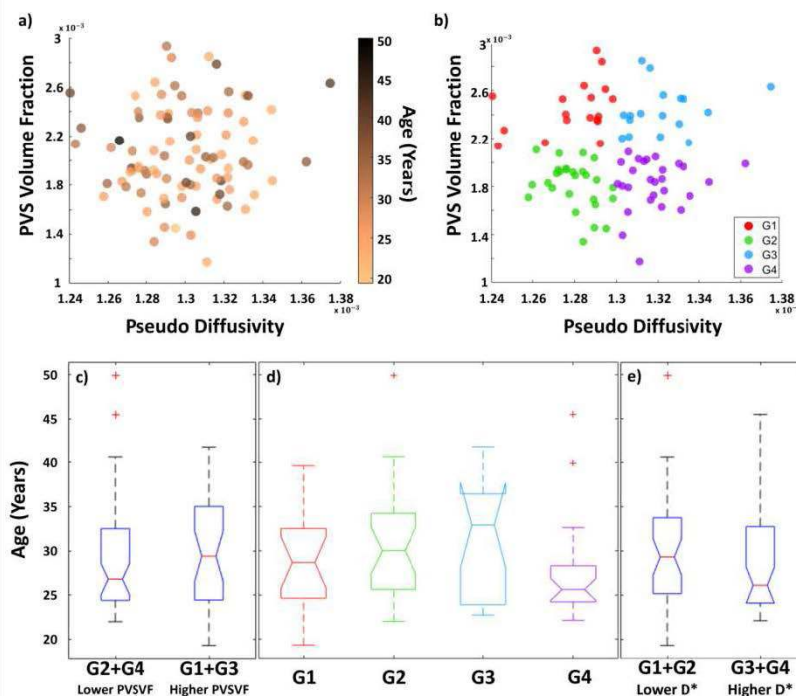 a)
× 10⁻³
3
2.6
2.2
1.8
1.4
1
PVS Volume Fraction
1.24 1.26 1.28 1.3 1.32 1.34 1.36 1.38
× 10⁻³
Pseudo Diffusivity
50
45
40
35
30
25
20
Age (Years)
b)
× 10⁻³
3
2.6
2.2
1.8
1.4
1
PVS Volume Fraction
G1
G2
G3
G4
1.24 1.26 1.28 1.3 1.32 1.34 1.36 1.38
× 10⁻³
Pseudo Diffusivity
c) d) e)
50
45
40
35
30
25
20
Age (Years)
G2+G4 G1+G3 G1 G2 G3 G4 G1+G2 G3+G4
Lower PVSVF Higher PVSVF Lower D* Higher D*